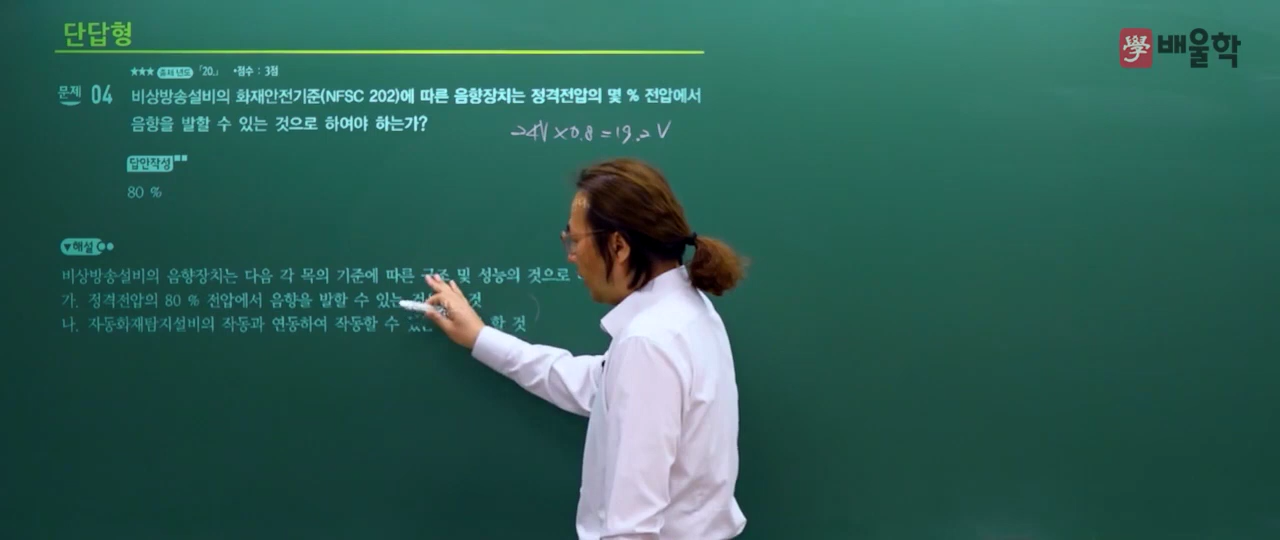 단답형
學 배울학
★★★ 출제 년도 「20.」 •점수 : 3점
문제 04 비상방송설비의 화재안전기준(NFSC 202)에 따른 음향장치는 정격전압의 몇 % 전압에서
음향을 발할 수 있는 것으로 하여야 하는가?
24V×0.8=19.2V
답안작성
80 %
▼해설
비상방송설비의 음향장치는 다음 각 목의 기준에 따른 구조 및 성능의 것으로
가. 정격전압의 80 % 전압에서 음향을 발할 수 있는 것
나. 자동화재탐지설비의 작동과 연동하여 작동할 수 있는 할 것